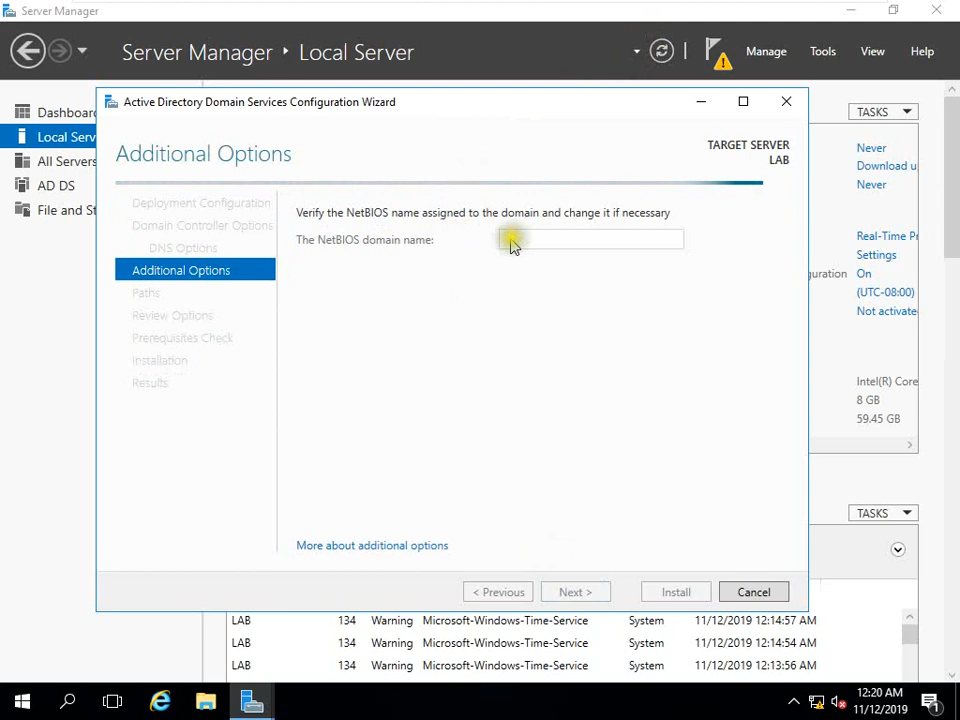 Server Manager
Server Manager ‣ Local Server
Manage
Tools
View
Help
Dashboar
Local Serv
All Servers
AD DS
File and St
Active Directory Domain Services Configuration Wizard
Additional Options
TARGET SERVER
LAB
Deployment Configuration
Domain Controller Options
DNS Options
Additional Options
Paths
Review Options
Prerequisites Check
Installation
Results
Verify the NetBIOS name assigned to the domain and change it if necessary
The NetBIOS domain name:
More about additional options
< Previous
Next >
Install
Cancel
TASKS
Never
Download u
Never
Real-Time Pr
Settings
guration On
(UTC-08:00)
Not activate
Intel(R) Core
8 GB
59.45 GB
TASKS
LAB 134 Warning Microsoft-Windows-Time-Service System 11/12/2019 12:14:57 AM
LAB 134 Warning Microsoft-Windows-Time-Service System 11/12/2019 12:14:00 AM
LAB 134 Warning Microsoft-Windows-Time-Service System 11/12/2019 12:13:56 AM
12:20 AM
11/12/2019
1